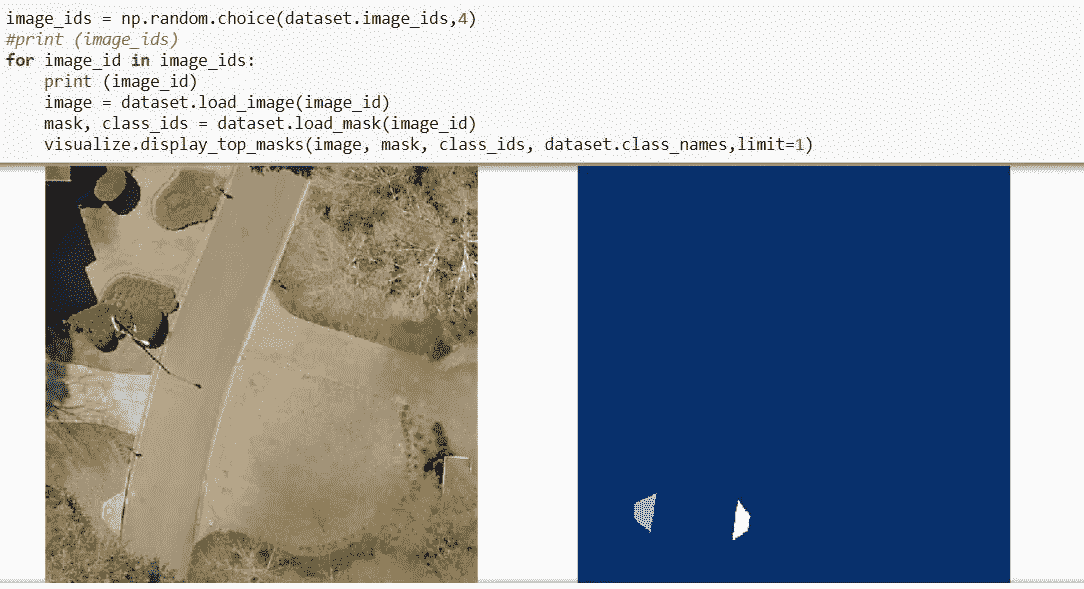 image_ids = np.random.choice(dataset.image_ids,4)
#print (image_ids)
for image_id in image_ids:
    print (image_id)
    image = dataset.load_image(image_id)
    mask, class_ids = dataset.load_mask(image_id)
    visualize.display_top_masks(image, mask, class_ids, dataset.class_names,limit=1)